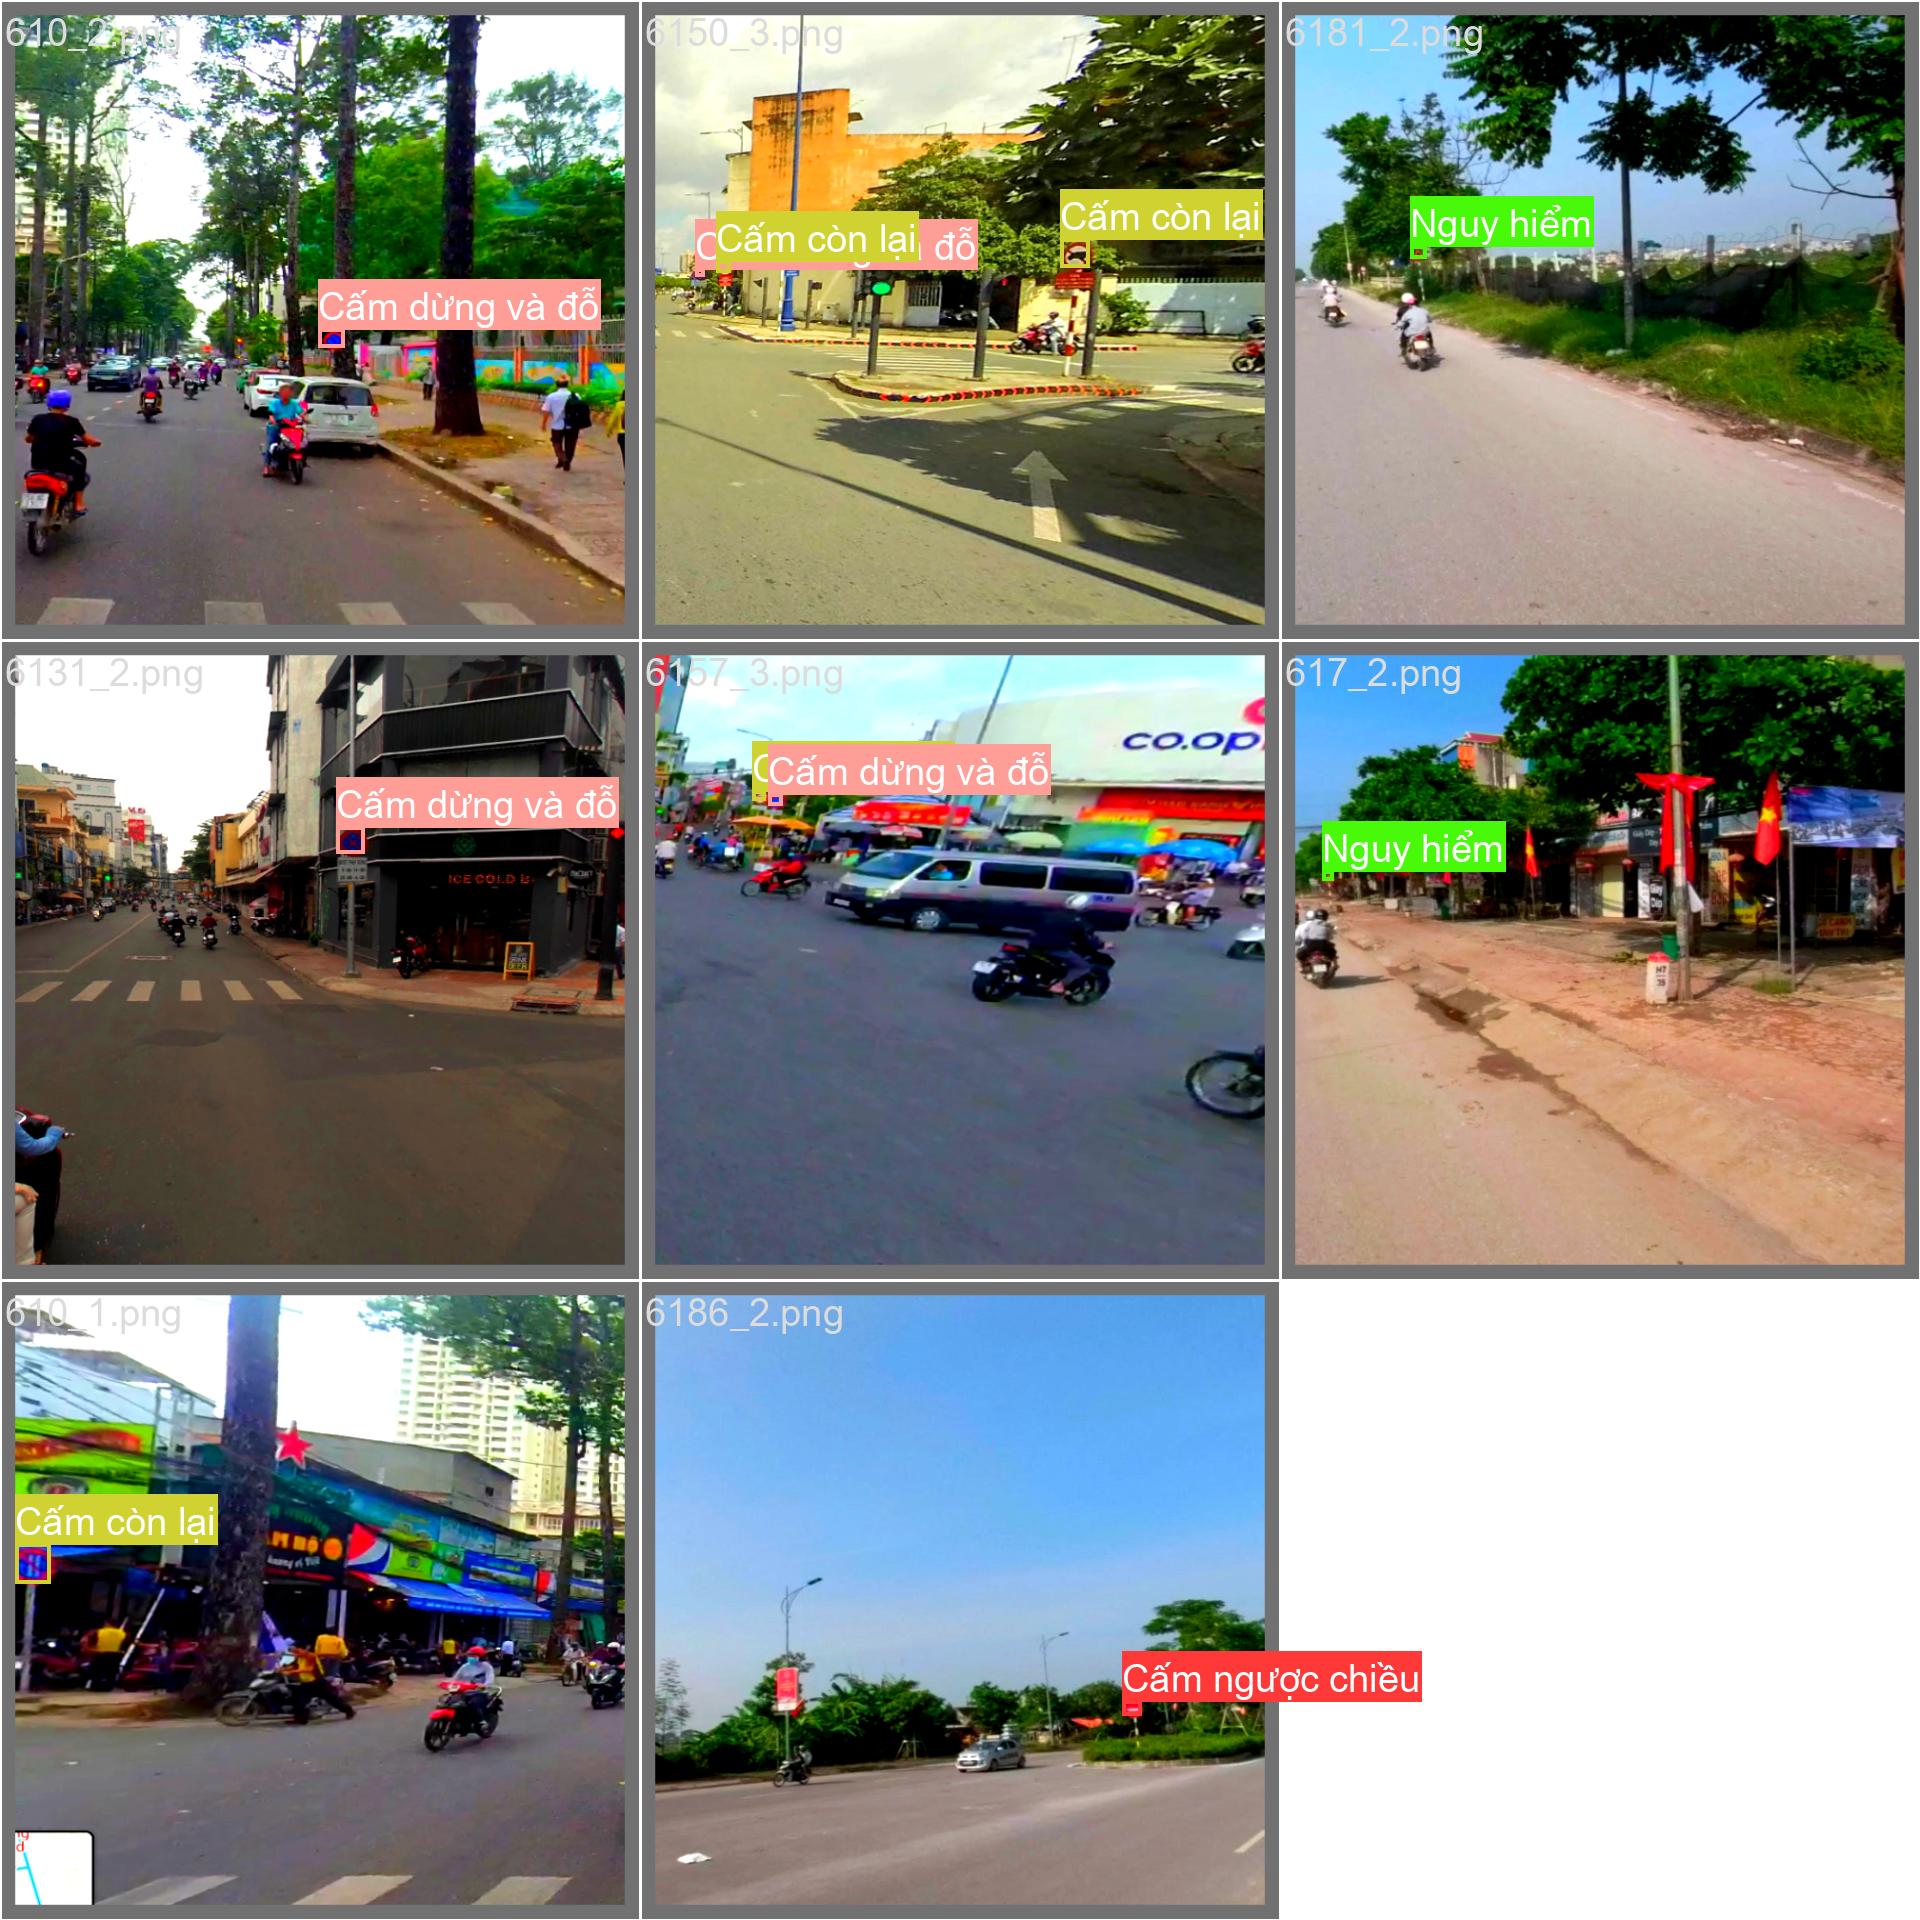 610_2.png
Cấm dừng và đỗ
6150_3.png
Cấm còn lại
đỗ
Cấm còn lại
6181_2.png
Nguy hiểm
6131_2.png
Cấm dừng và đỗ
ICE COLD
6157_3.png
C
Cấm dừng và đỗ
co.op
617_2.png
Nguy hiểm
H7
610_1.png
Cấm còn lại
6186_2.png
Cấm ngược chiều